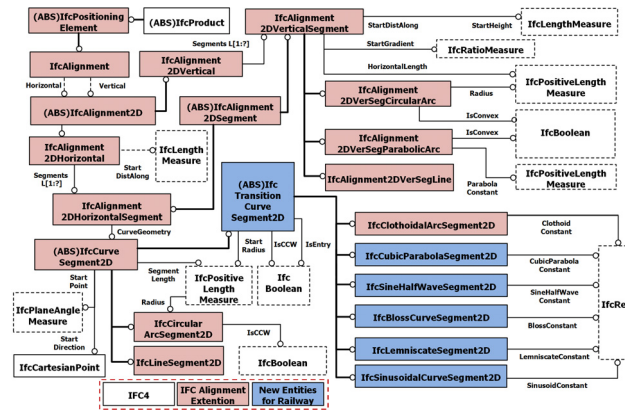 (ABS)IfcPositioning
Element
(ABS)IfcProduct
IfcAlignment
2DVerticalSegment
StartDistAlong
StartHeight
IfcLengthMeasure
StartGradient
IfcRatioMeasure
HorizontalLength
IfcAlignment
Horizontal
Vertical
IfcAlignment
2DVertical
Segments L[1:?]
IfcAlignment
2DVerSegCircularArc
Radius
IfcPositiveLength
Measure
(ABS)IfcAlignment2D
(ABS)IfcAlignment
2DSegment
IsConvex
IsConvex
IfcBoolean
IfcAlignment
2DVerSegParabolicArc
IfcAlignment
2DHorizontal
Start
DistAlong
IfcLength
Measure
Segments
L[1:?]
(ABS)Ifc
Transition
Curve
Segment2D
IfcAlignment2DVerSegLine
Parabola
Constant
IfcPositiveLength
Measure
IfcAlignment
2DHorizontalSegment
CurveGeometry
IfcClothoidalArcSegment2D
Clothoid
Constant
(ABS)IfcCurve
Segment2D
Start
Radius
IsCCW
IsEntry
IfcCubicParabolaSegment2D
CubicParabola
Constant
Segment
Length
IfcPositive
Length
Measure
Ifc
Boolean
Start
Point
IfcSineHalfWaveSegment2D
SineHalfWave
Constant
IfcRe
IfcPlaneAngle
Measure
Radius
IfcBlossCurveSegment2D
BlossConstant
IfcCircular
ArcSegment2D
IsCCW
Start
Direction
IfcLemniscateSegment2D
LemniscateConstant
IfcCartesianPoint
IfcLineSegment2D
IfcBoolean
IfcSinusoidalCurveSegment2D
SinusoidConstant
IFC4
IFC Alignment
Extention
New Entities
for Railway